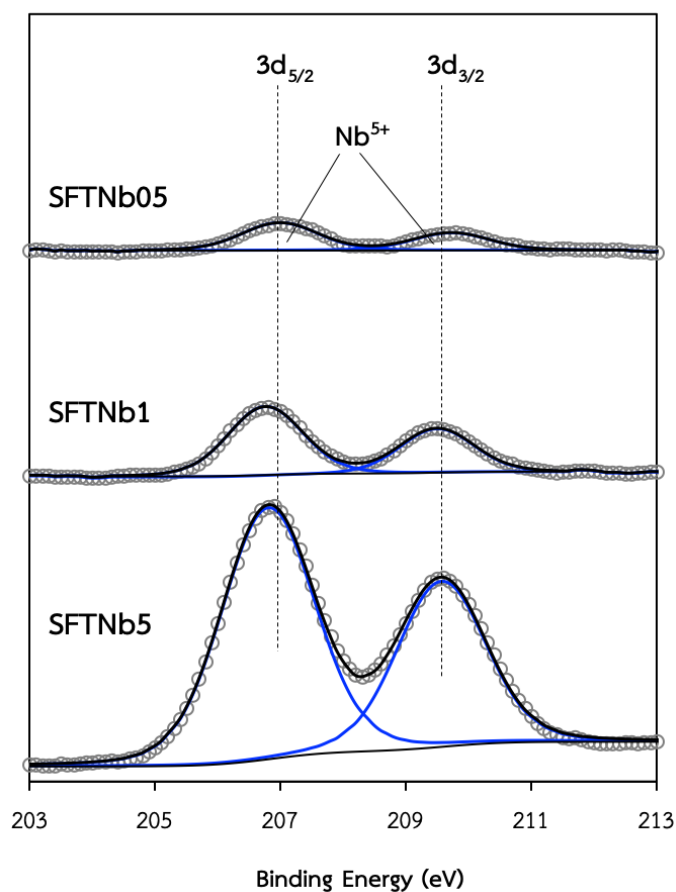 3d5/2 3d3/2
Nb5+
SFTNb05
SFTNb1
SFTNb5
203 205 207 209 211 213
Binding Energy (eV)